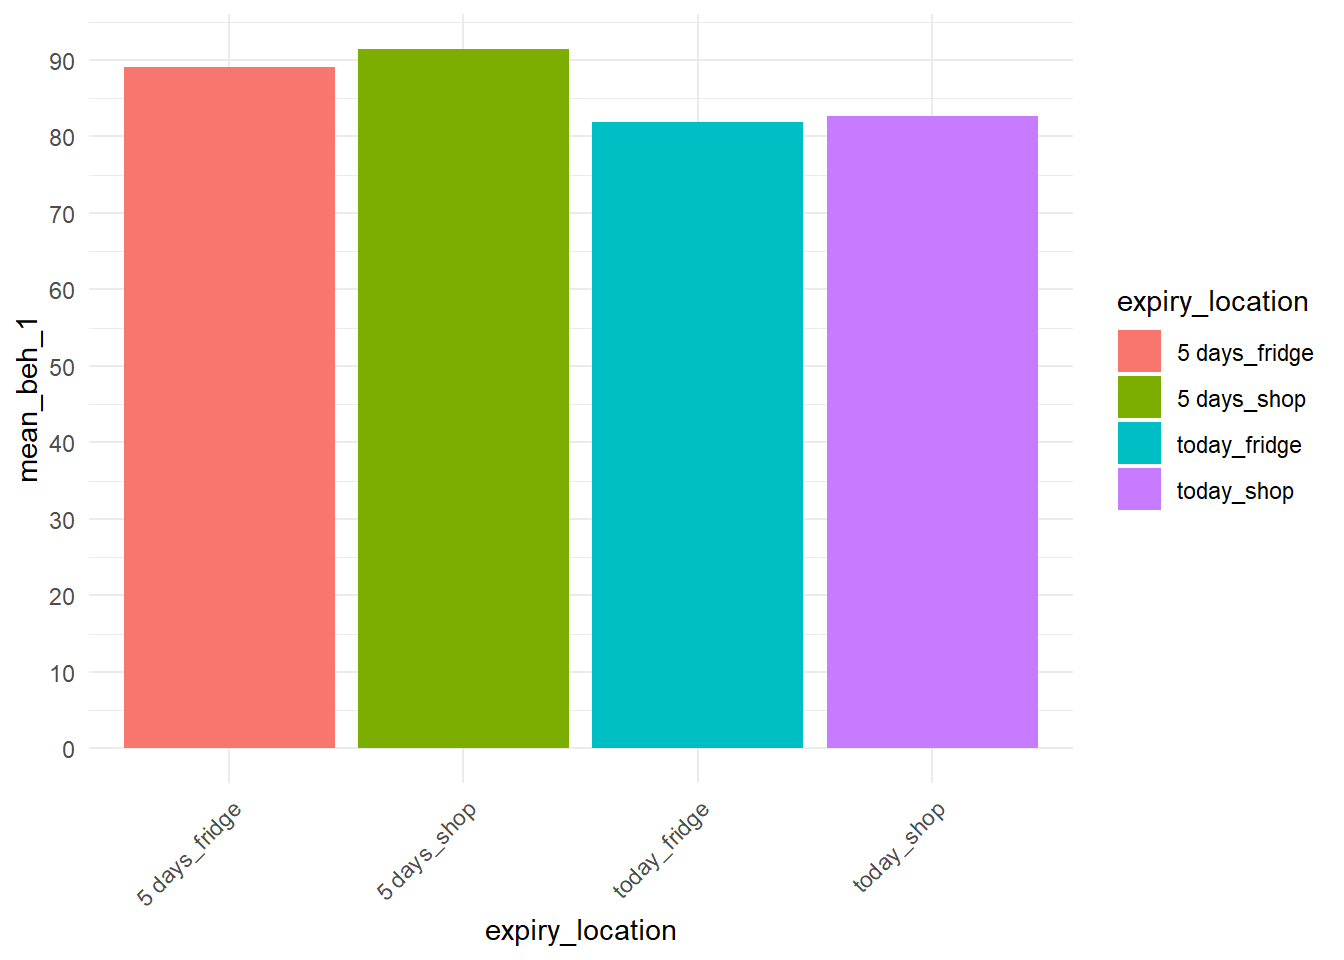 mean_beh_1
90
80
70
60
50
40
30
20
10
0
5 days_fridge
5 days_shop
today_fridge
today_shop
expiry_location
expiry_location
5 days_fridge
5 days_shop
today_fridge
today_shop